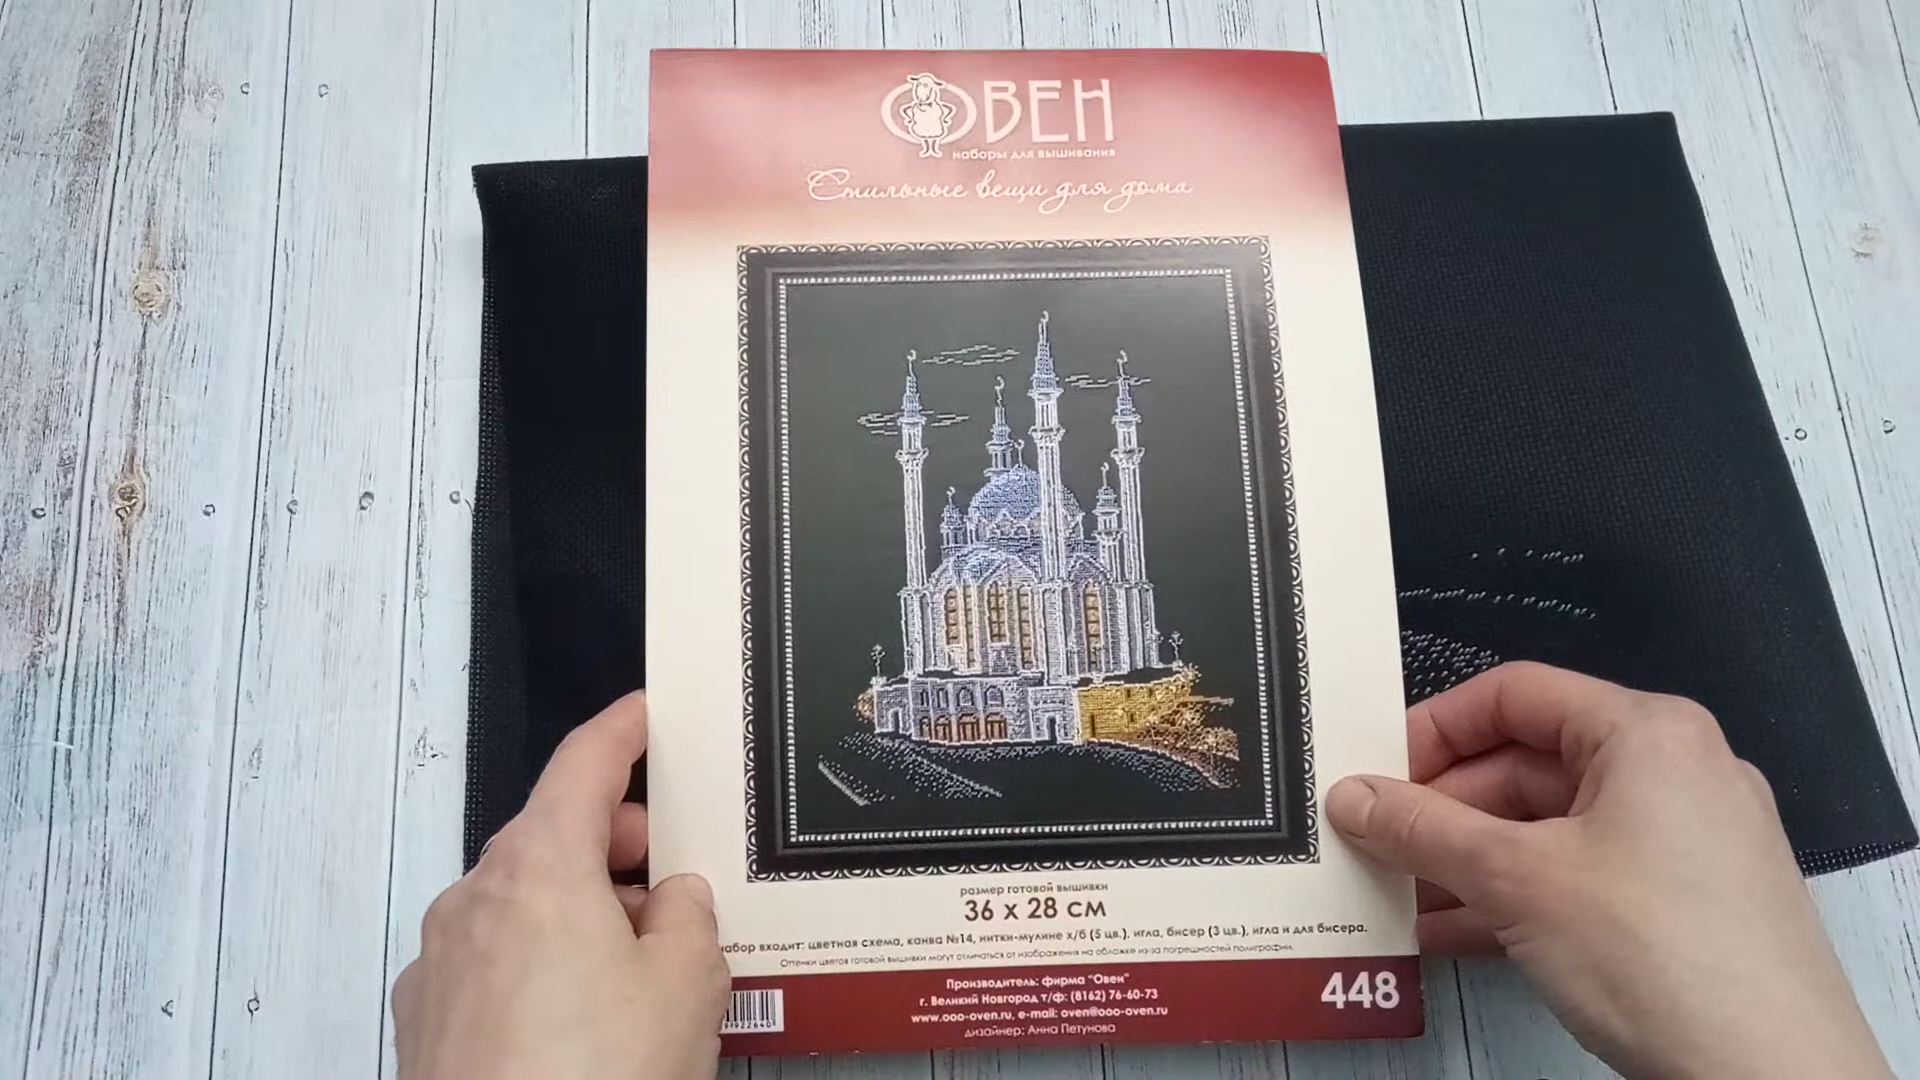 ОВЕН
наборы для вышивания
Стильные вещи для дома
размер готовой вышивки
36 x 28 см
набор входит: цветная схема, канва №14, нитки-мулине х/б (5 цв.), игла, бисер (3 цв.), игла и для бисера.
Оттенки цветов готовой вышивки могут отличаться от изображения на обложке из-за погрешностей полиграфии.
Производитель: фирма "Овен"
г. Великий Новгород т/ф: (8162) 76-60-73
www.ooo-oven.ru, e-mail: oven@ooo-oven.ru
дизайнер: Анна Петунова
448